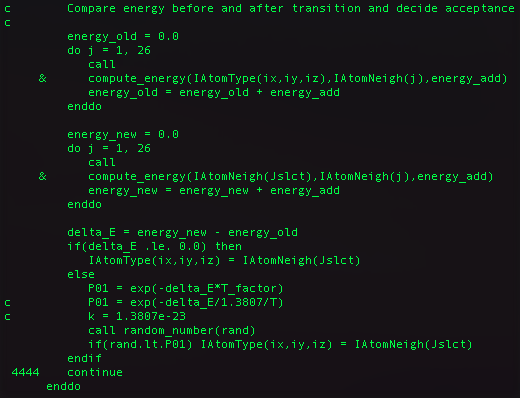 c        Compare energy before and after transition and decide acceptance
c
         energy_old = 0.0
         do j = 1, 26
            call
     &      compute_energy(IAtomType(ix,iy,iz),IAtomNeigh(j),energy_add)
            energy_old = energy_old + energy_add
         enddo

         energy_new = 0.0
         do j = 1, 26
            call
     &      compute_energy(IAtomNeigh(Jslct),IAtomNeigh(j),energy_add)
            energy_new = energy_new + energy_add
         enddo

         delta_E = energy_new - energy_old
         if(delta_E .le. 0.0) then
            IAtomType(ix,iy,iz) = IAtomNeigh(Jslct)
         else
            P01 = exp(-delta_E*T_factor)
c           P01 = exp(-delta_E/1.3807/T)
c           k = 1.3807e-23
            call random_number(rand)
            if(rand.lt.P01) IAtomType(ix,iy,iz) = IAtomNeigh(Jslct)
         endif
 4444    continue
      enddo